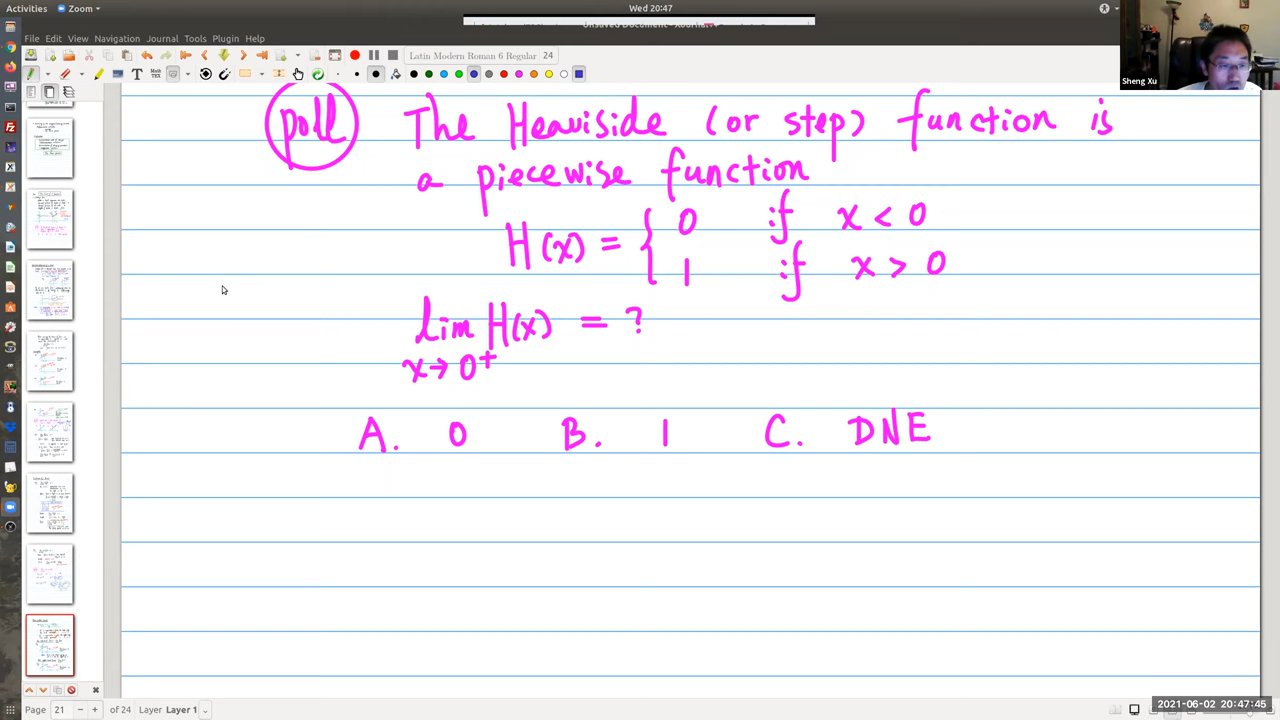 Activities
Zoom
Wed 20:47
File Edit View Navigation Journal Tools Plugin Help
Latin Modern Roman 6 Regular 24
Sheng Xu
poll The Heaviside (or step) function is
a piecewise function
H(x) = { 0 if x < 0
1 if x > 0
lim H(x) = ?
x → 0+
A. 0 B. 1 C. DNE
Page 21 of 24 Layer Layer 1
2021-06-02 20:47:45